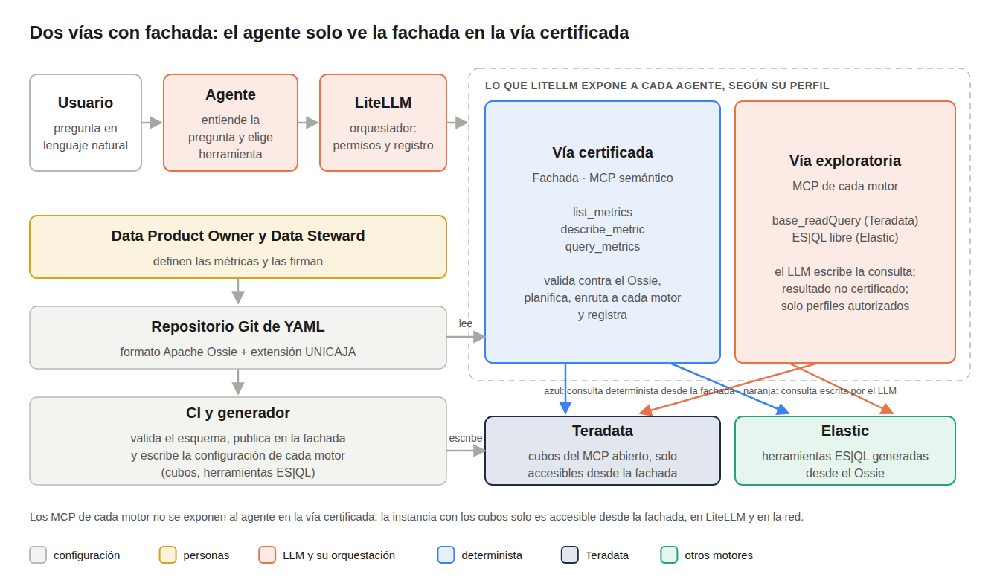 Dos vías con fachada: el agente solo ve la fachada en la vía certificada
Usuario
pregunta en
lenguaje natural
Agente
entiende la
pregunta y elige
herramienta
LiteLLM
orquestador:
permisos y registro
LO QUE LITELLM EXPONE A CADA AGENTE, SEGÚN SU PERFIL
Vía certificada
Fachada · MCP semántico
list_metrics
describe_metric
query_metrics
valida contra el Ossie,
planifica, enruta a cada motor
y registra
Vía exploratoria
MCP de cada motor
base_readQuery (Teradata)
ES|QL libre (Elastic)
el LLM escribe la consulta;
resultado no certificado;
solo perfiles autorizados
Data Product Owner y Data Steward
definen las métricas y las firman
Repositorio Git de YAML
formato Apache Ossie + extensión UNICAJA
lee
CI y generador
valida el esquema, publica en la fachada
y escribe la configuración de cada motor
(cubos, herramientas ES|QL)
escribe
azul: consulta determinista desde la fachada · naranja: consulta escrita por el LLM
Teradata
cubos del MCP abierto, solo
accesibles desde la fachada
Elastic
herramientas ES|QL generadas
desde el Ossie
Los MCP de cada motor no se exponen al agente en la vía certificada: la instancia con los cubos solo es accesible desde la fachada, en LiteLLM y en la red.
configuración
personas
LLM y su orquestación
determinista
Teradata
otros motores